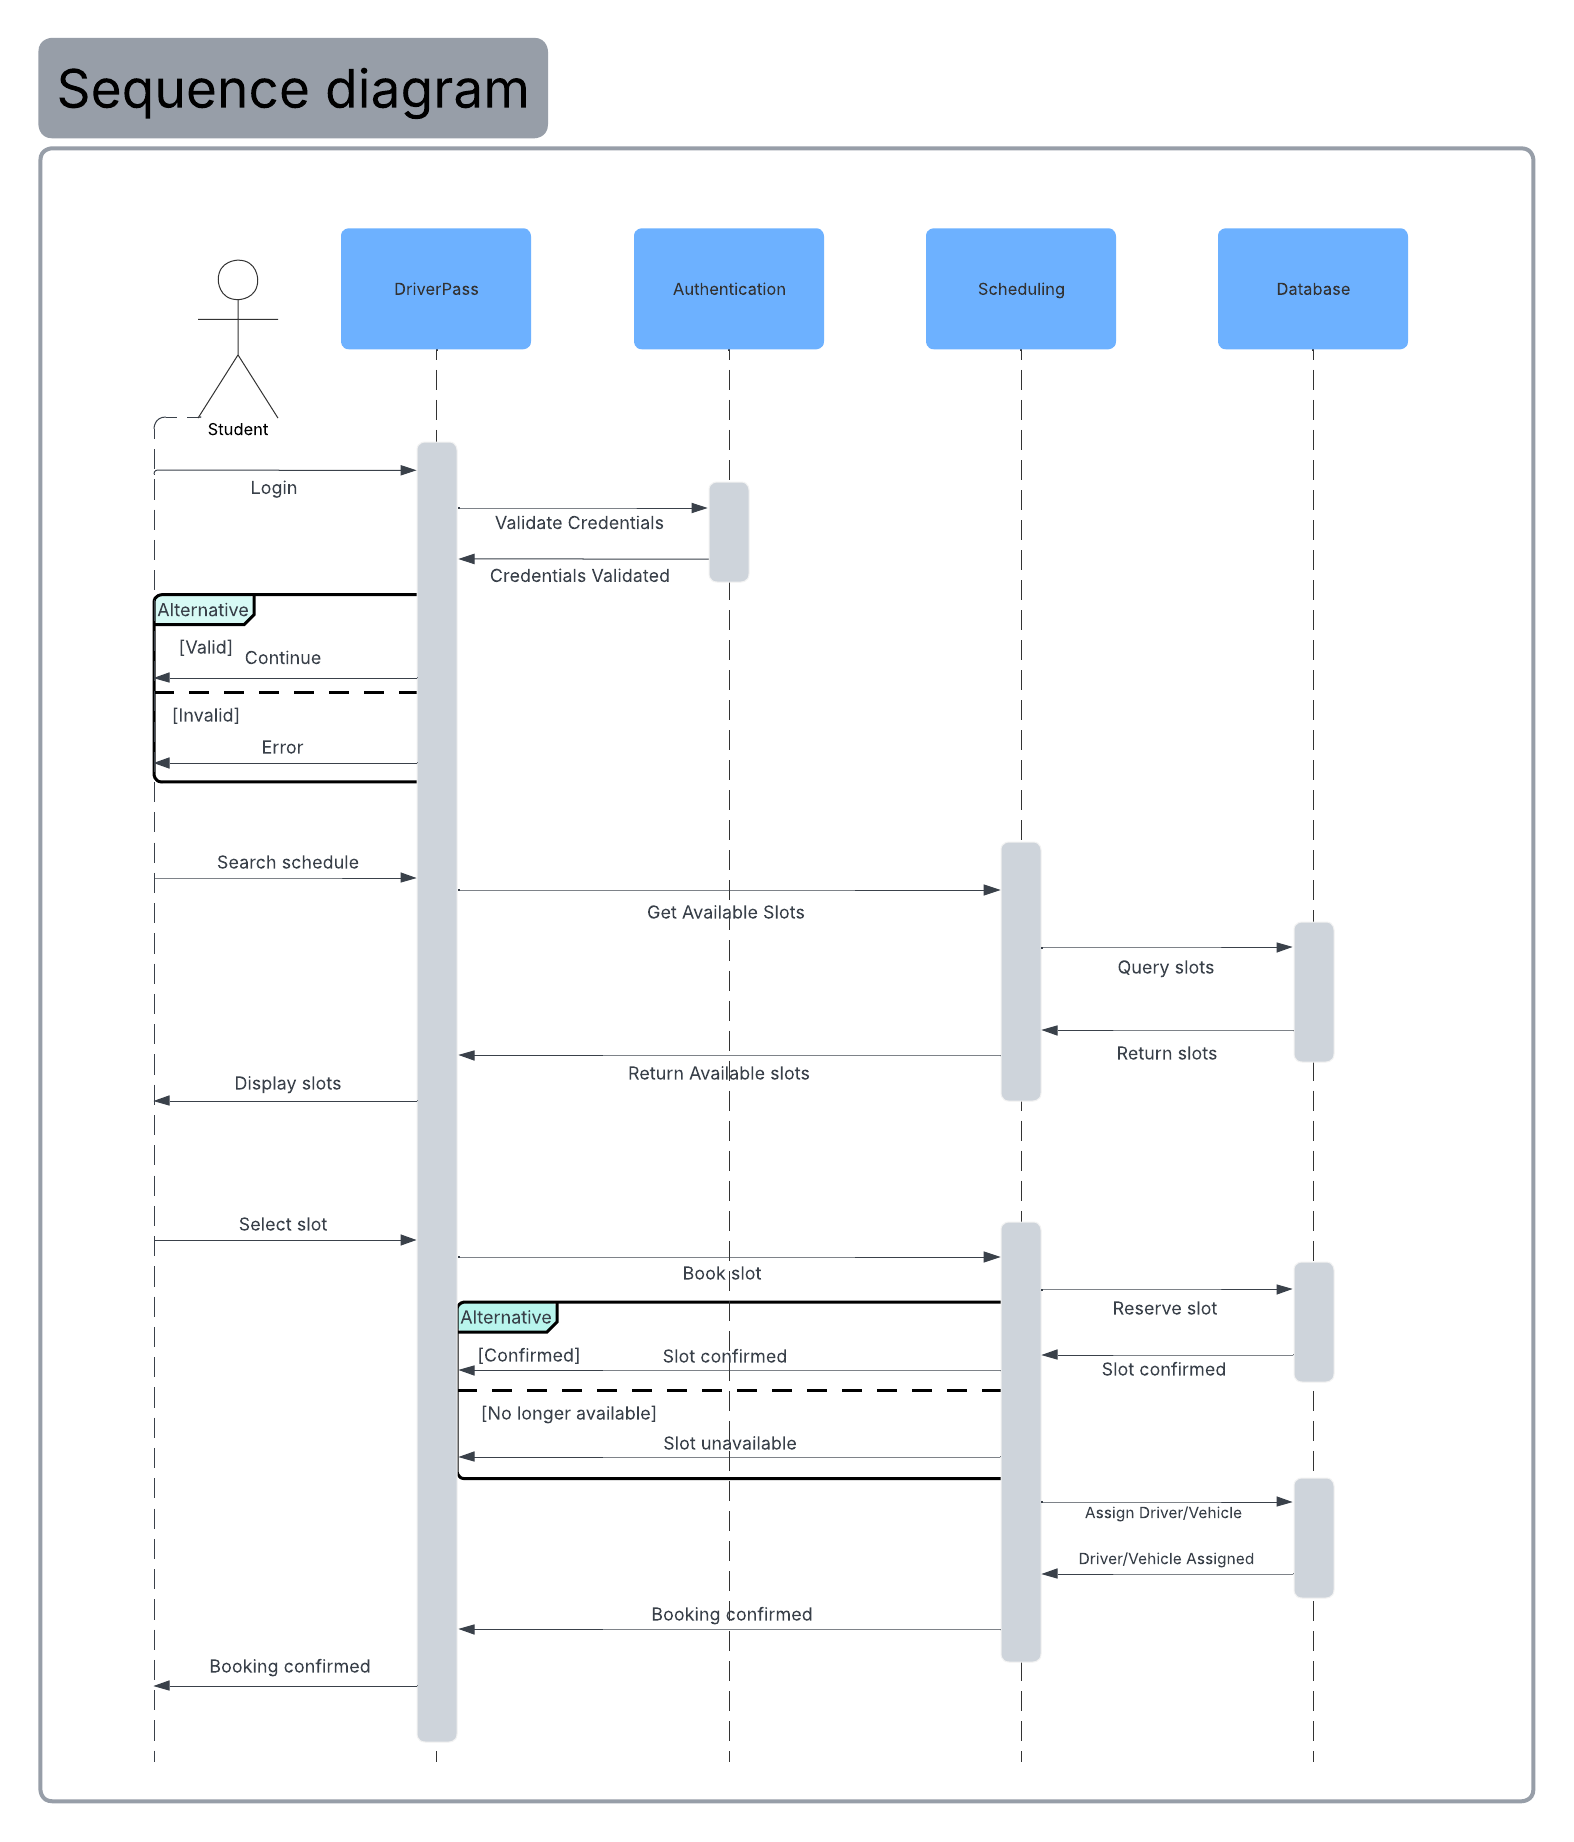 Sequence diagram
DriverPass
Authentication
Scheduling
Database
Student
Login
Validate Credentials
Credentials Validated
Alternative
[Valid]
Continue
[Invalid]
Error
Search schedule
Get Available Slots
Query slots
Return slots
Return Available slots
Display slots
Select slot
Book slot
Reserve slot
Alternative
[Confirmed]
Slot confirmed
Slot confirmed
[No longer available]
Slot unavailable
Assign Driver/Vehicle
Driver/Vehicle Assigned
Booking confirmed
Booking confirmed